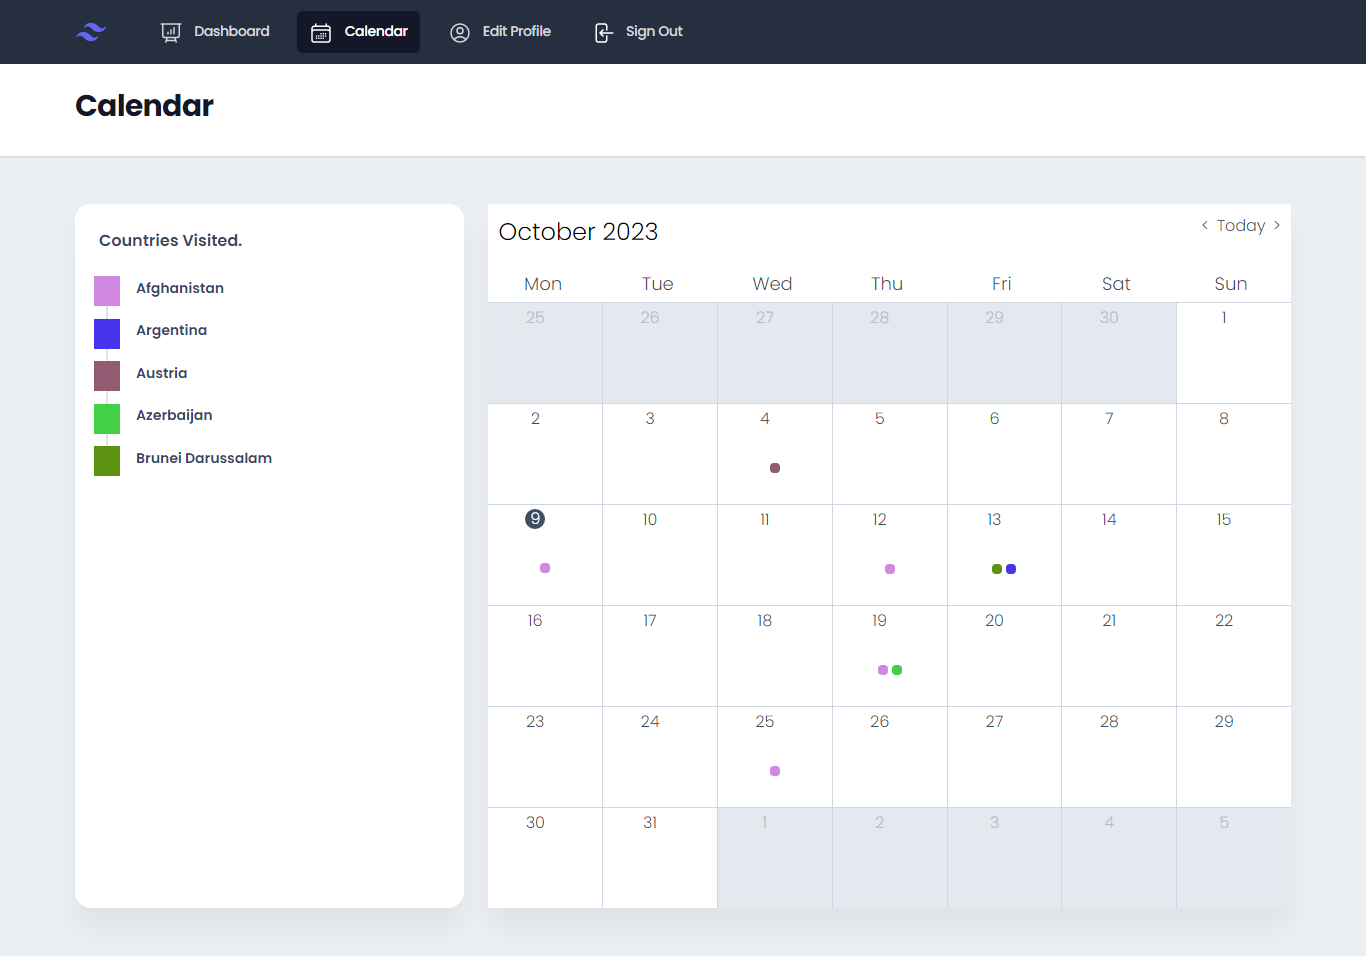 Dashboard Calendar Edit Profile Sign Out
Calendar
Countries Visited.
Afghanistan
Argentina
Austria
Azerbaijan
Brunei Darussalam
October 2023
< Today >
Mon Tue Wed Thu Fri Sat Sun
25 26 27 28 29 30 1
2 3 4 5 6 7 8
9 10 11 12 13 14 15
16 17 18 19 20 21 22
23 24 25 26 27 28 29
30 31 1 2 3 4 5